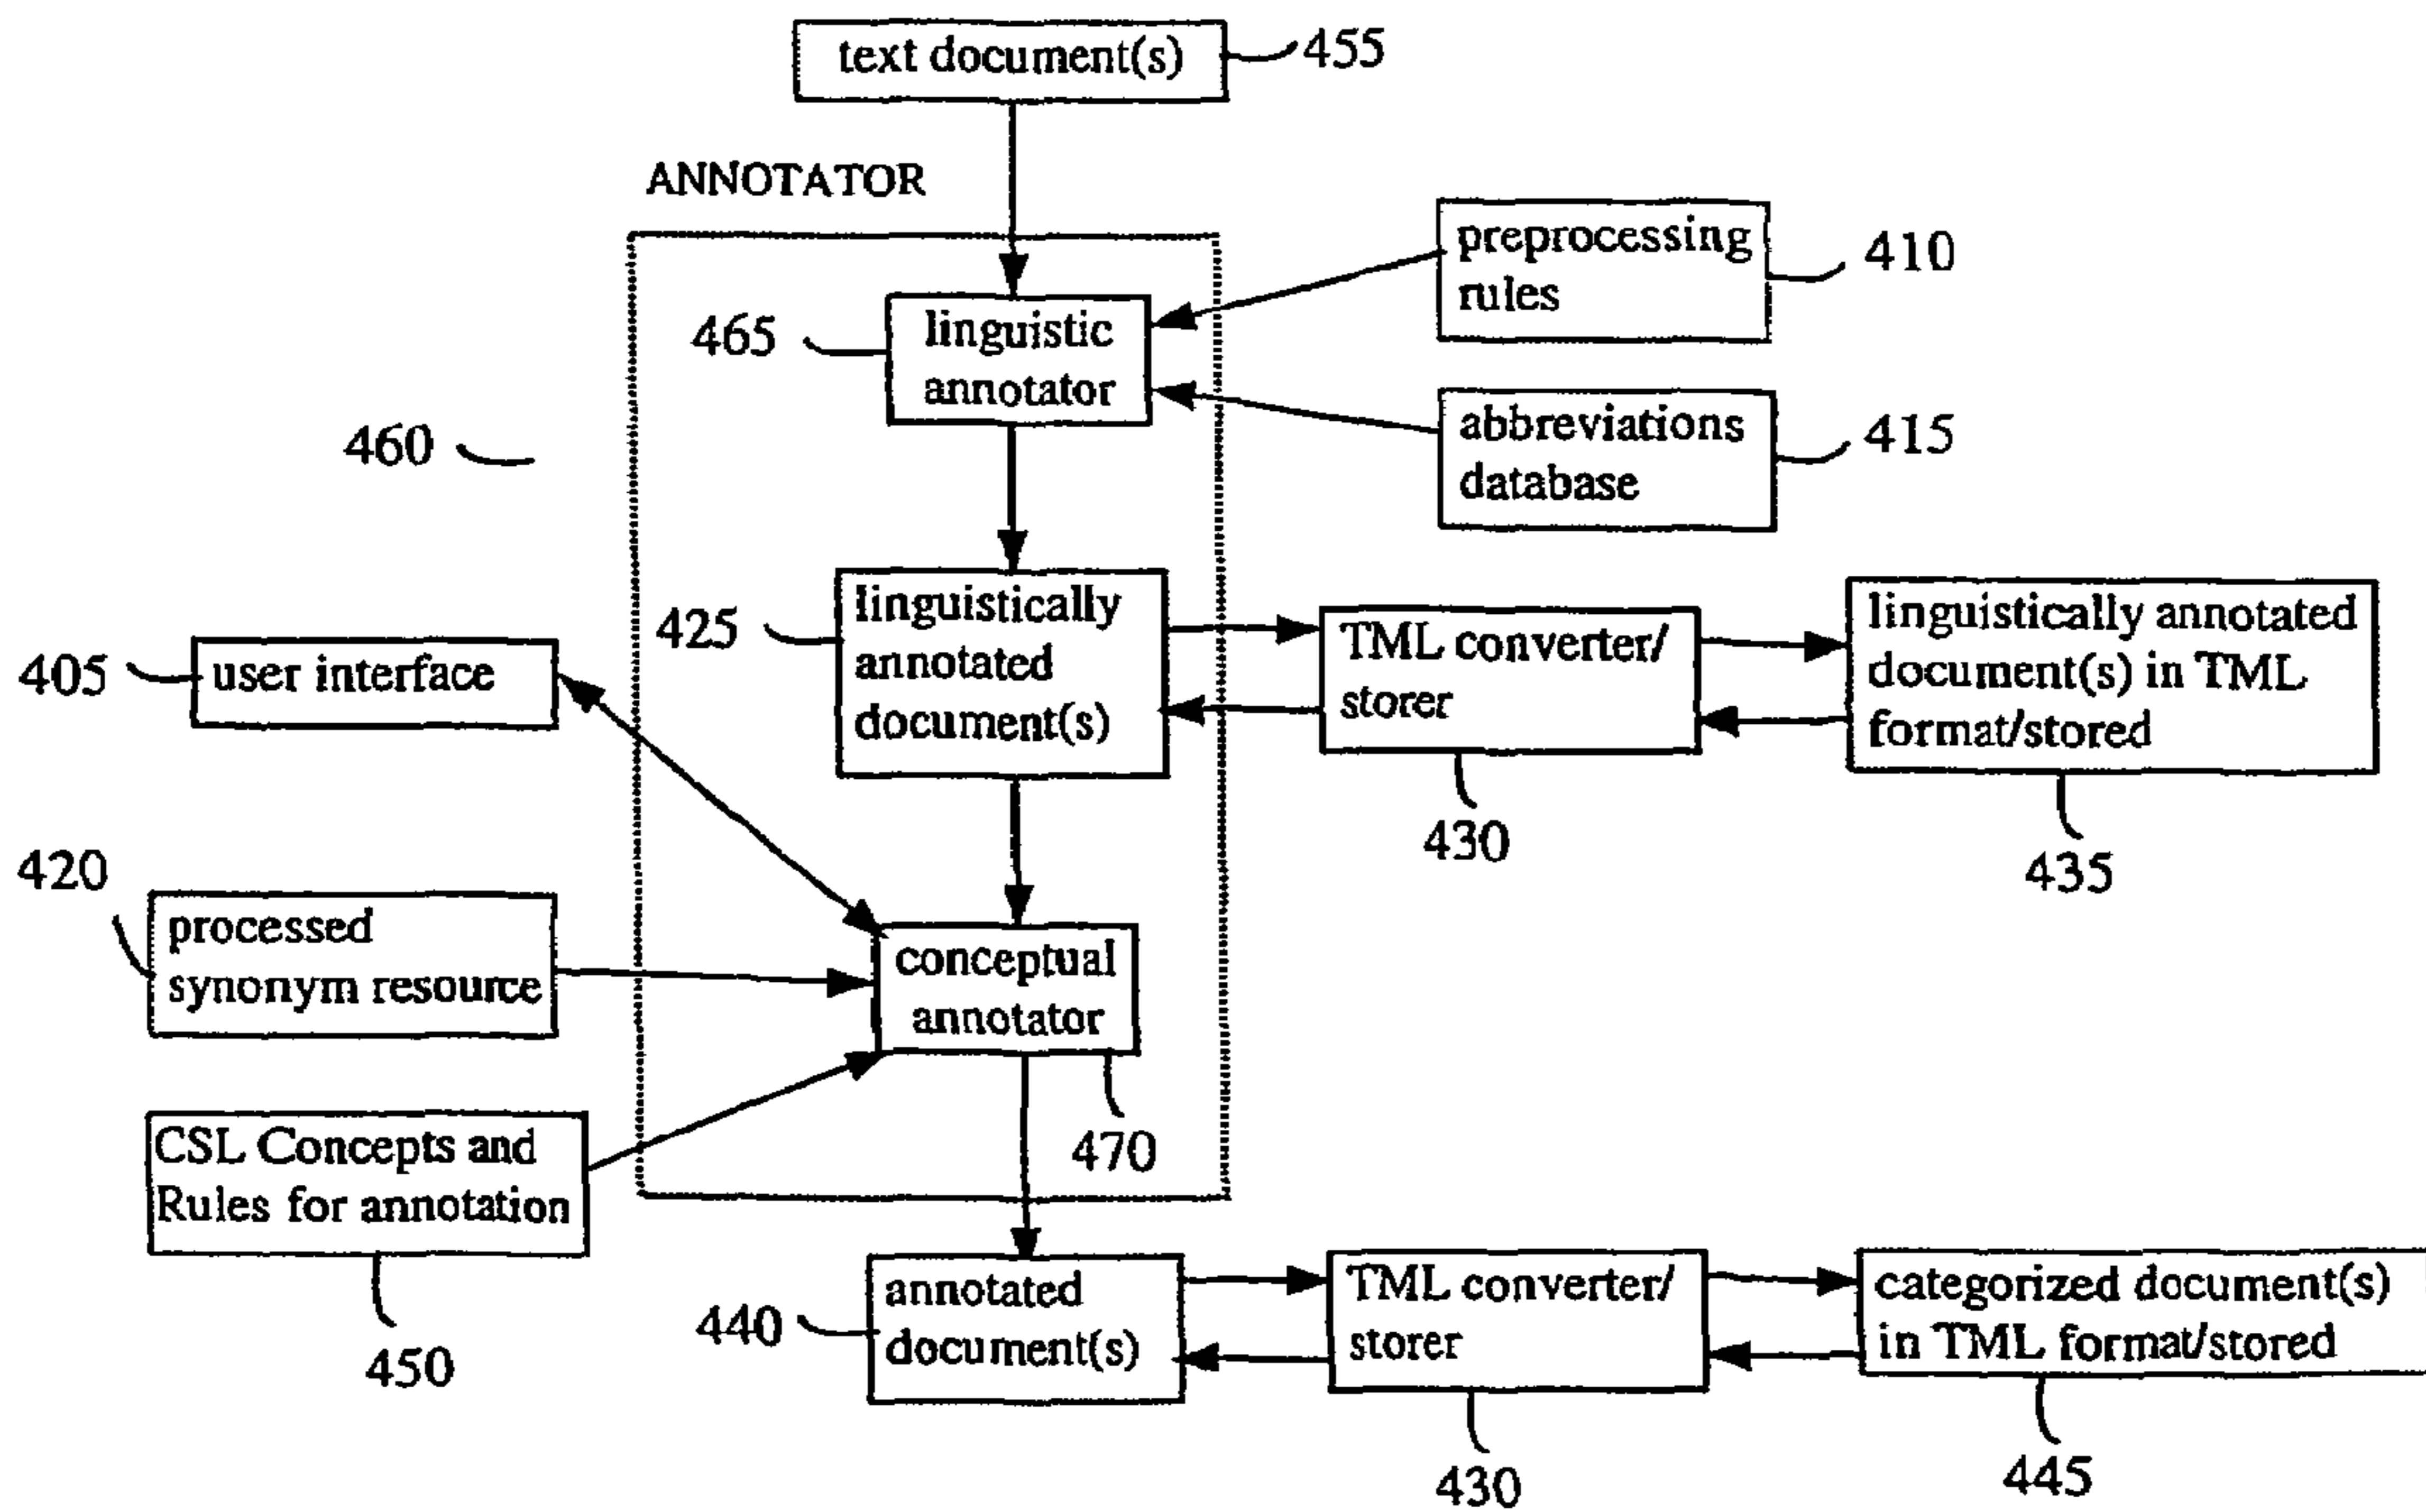 text document(s)
455
ANNOTATOR
preprocessing
rules
410
465
linguistic
annotator
abbreviations
database
415
460
linguistically
annotated
document(s)
425
TML converter/
storer
430
linguistically annotated
document(s) in TML
format/stored
435
405
user interface
420
processed
synonym resource
conceptual
annotator
470
CSL Concepts and
Rules for annotation
450
440
annotated
document(s)
TML converter/
storer
430
categorized document(s)
in TML format/stored
445